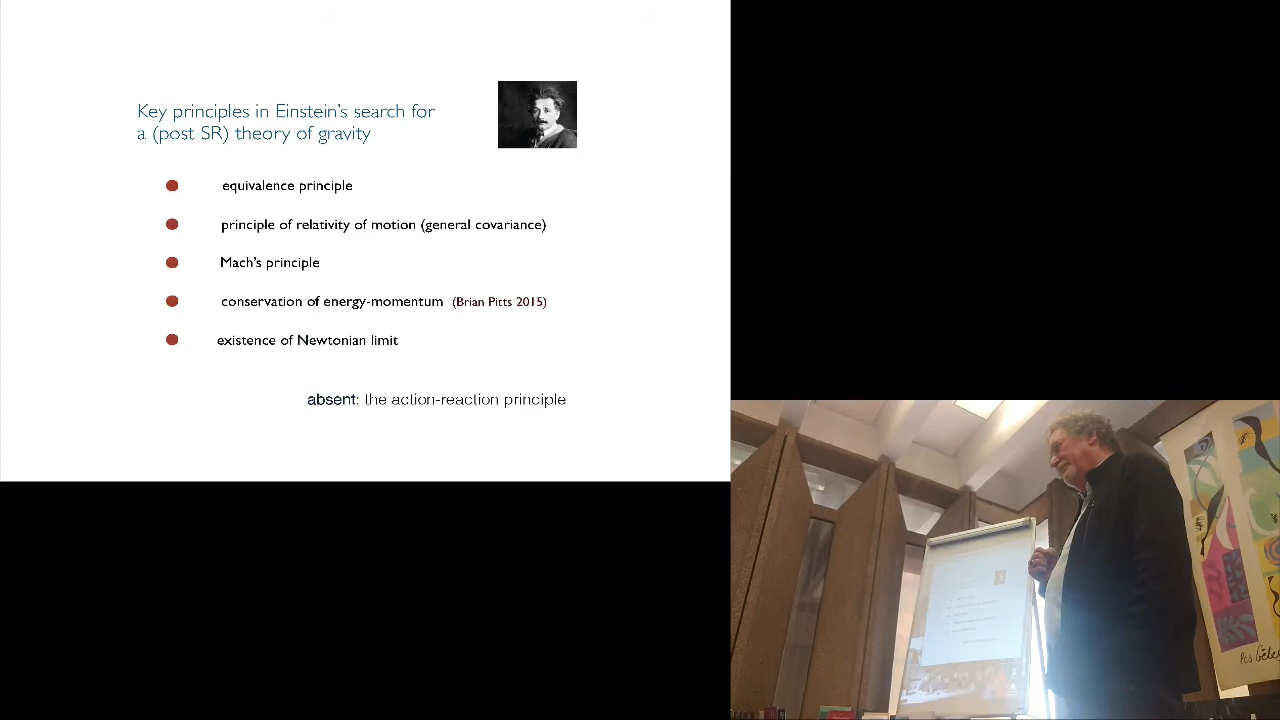 Key principles in Einstein's search for
a (post-SR) theory of gravity
equivalence principle
principle of relativity of motion (general covariance)
Mach's principle
conservation of energy-momentum (Brian Pitts 2015)
existence of Newtonian limit
absent: the action-reaction principle
les bêtes